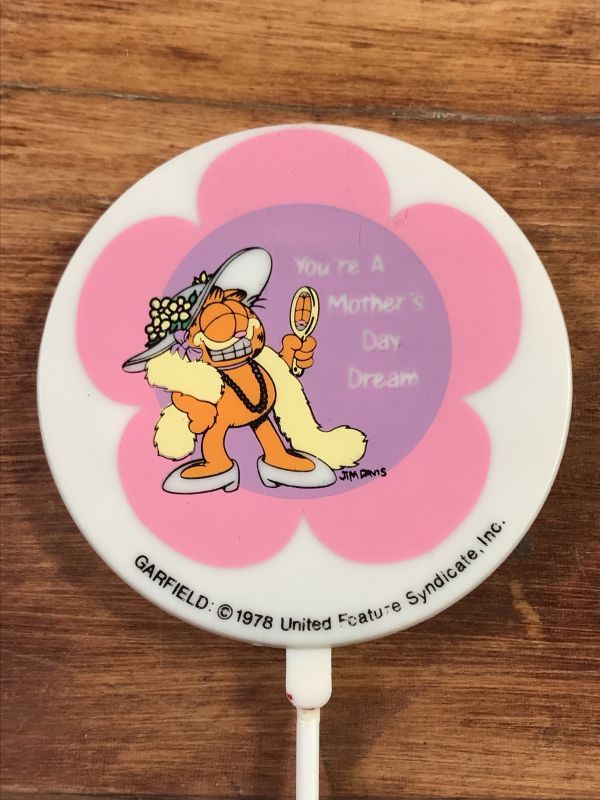 You're A
Mother's
Day
Dream
JIM DAVIS
GARFIELD: © 1978 United Feature Syndicate, Inc.